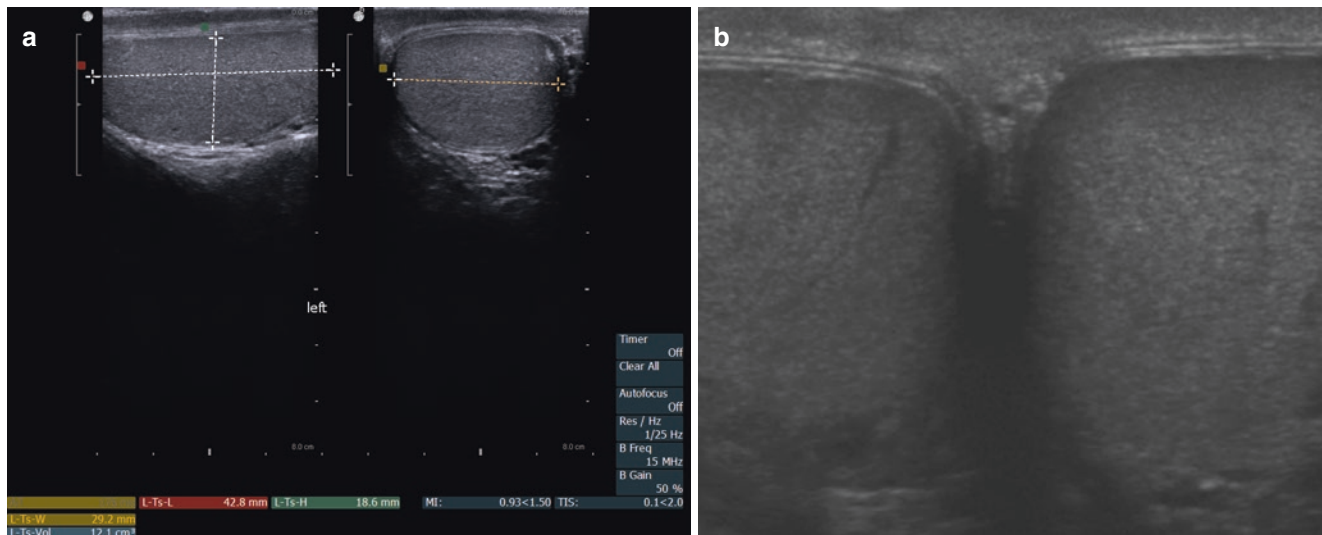 a
b
8.0 cm
8.0 cm
left
Timer
Off
Clear All
Autofocus
Off
Res / Hz
1/25 Hz
B Freq
15 MHz
B Gain
50 %
L-Ts-L 42.8 mm L-Ts-H 18.6 mm MI: 0.93<1.50 TIS: 0.1<2.0
L-Ts-W 29.2 mm
L-Ts-Vol 12.1 cm³